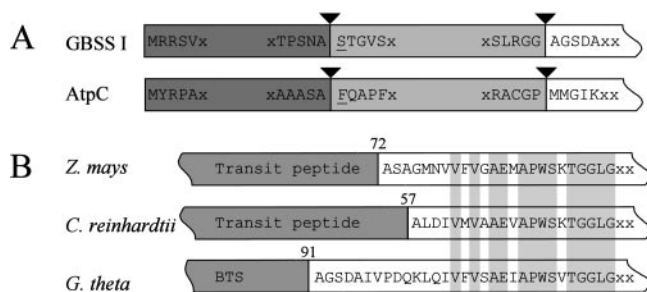 A
GBSS I MRRSVx xTPSNA STGVSx xSLRGG AGSDAxx
AtpC MYRPAx xAAASA FQAPFx xRACGP MMGIKxx
72
B
Z. mays Transit peptide ASAGMNVVFVGAEMAPWSKTGGLGxx
57
C. reinhardtii Transit peptide ALDIVMVAAEVAPWSKTGGLGxx
91
G. theta BTS AGSDAIVPDQKLQIVFVSAEIAPWSVTGGLGxx